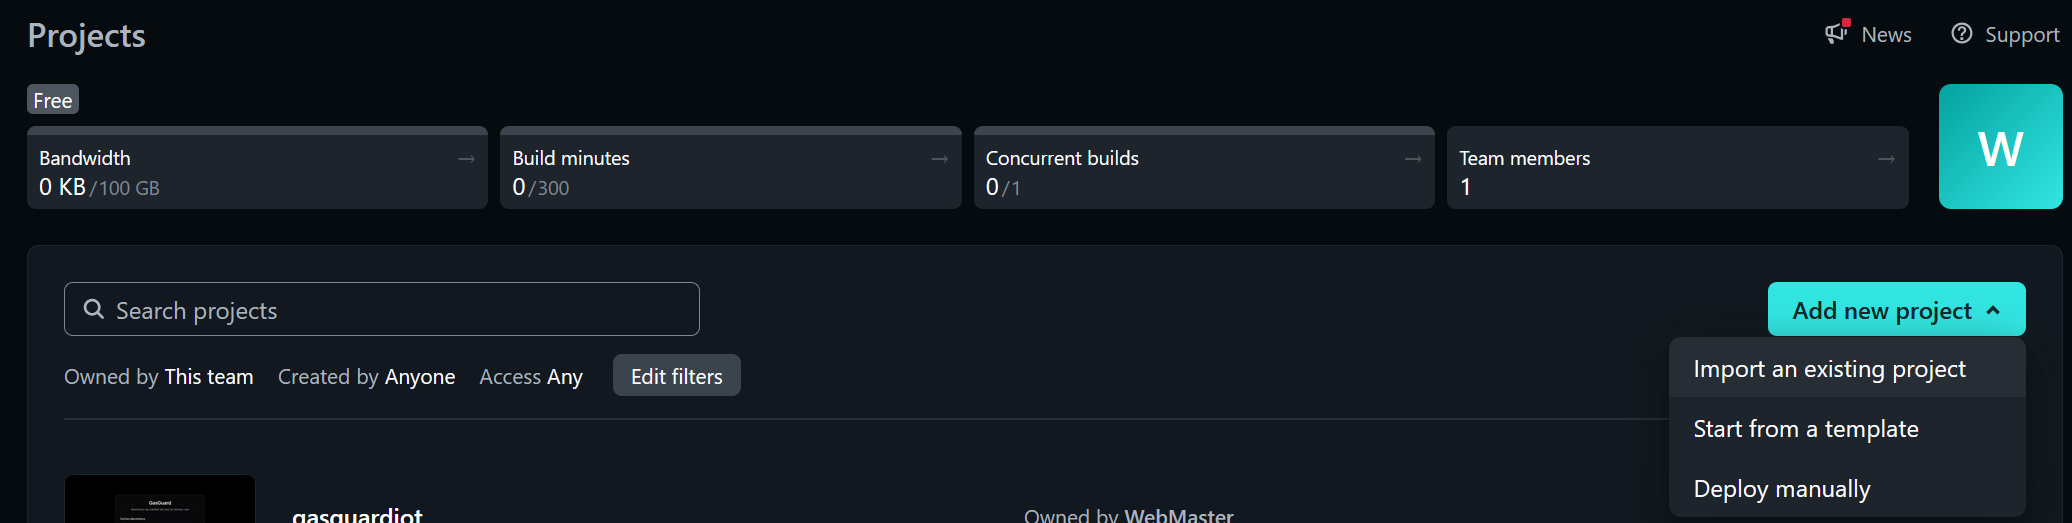 Projects
News
Support
Free
Bandwidth
0 KB/100 GB
Build minutes
0/300
Concurrent builds
0/1
Team members
1
W
Search projects
Add new project
Import an existing project
Start from a template
Deploy manually
Owned by This team
Created by Anyone
Access Any
Edit filters
GasGuard
gasguardiot
Owned by WebMaster